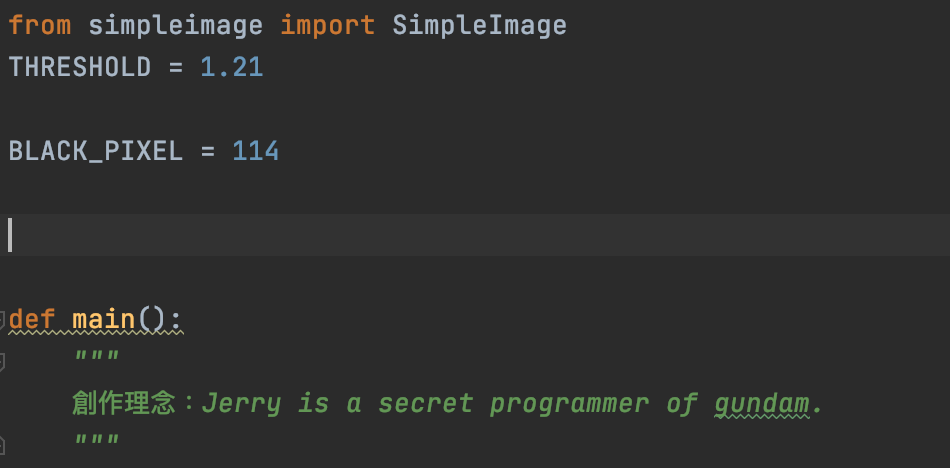 from simpleimage import SimpleImage
THRESHOLD = 1.21
BLACK_PIXEL = 114
def main():
"""
創作理念：Jerry is a secret programmer of gundam.
"""